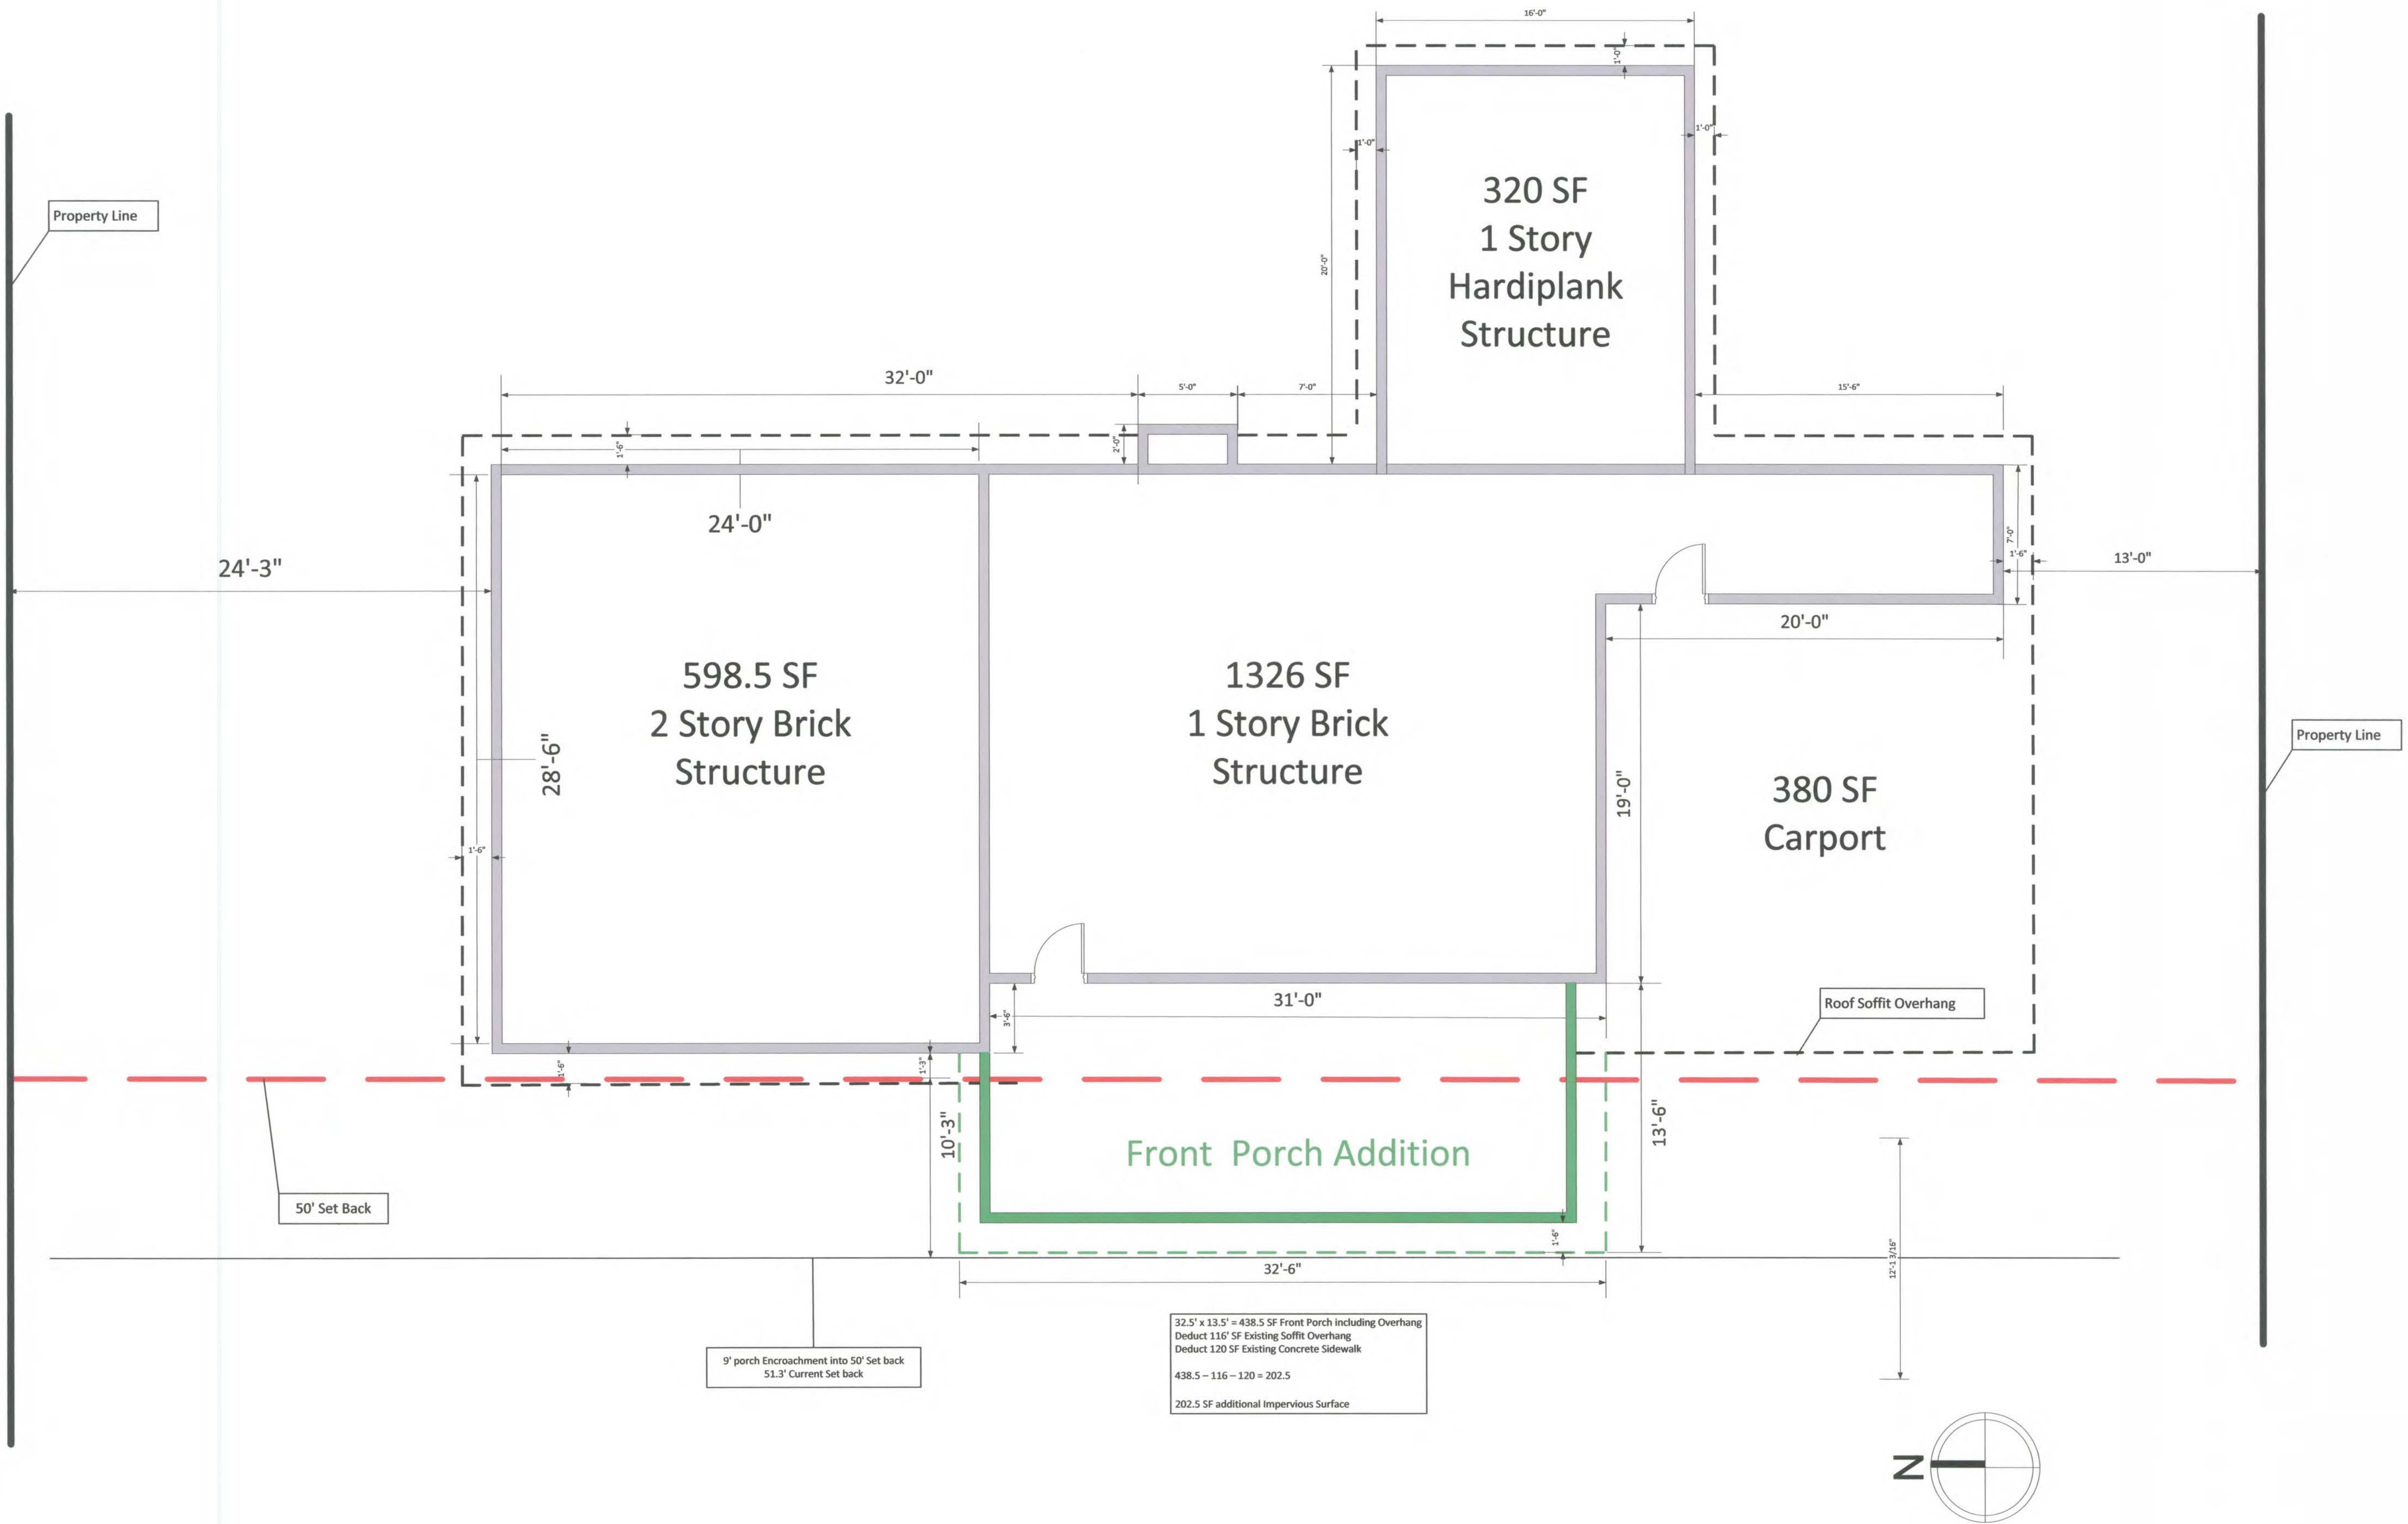 16'-0"
1'-0"
1'-0"
1'-0"
20'-0"
320 SF
1 Story
Hardiplank
Structure
Property Line
32'-0"
5'-0"
7'-0"
15'-6"
1'-6"
2'-0"
24'-0"
24'-3"
7'-0"
1'-6"
13'-0"
20'-0"
598.5 SF
2 Story Brick
Structure
28'-6"
1326 SF
1 Story Brick
Structure
19'-0"
380 SF
Carport
Property Line
1'-6"
31'-0"
3'-6"
Roof Soffit Overhang
1'-6"
1'-3"
10'-3"
13'-6"
Front Porch Addition
50' Set Back
1'-6"
32'-6"
12'-1 3/16"
32.5' x 13.5' = 438.5 SF Front Porch including Overhang
Deduct 116' SF Existing Soffit Overhang
Deduct 120 SF Existing Concrete Sidewalk
438.5 – 116 – 120 = 202.5
202.5 SF additional Impervious Surface
9' porch Encroachment into 50' Set back
51.3' Current Set back
N